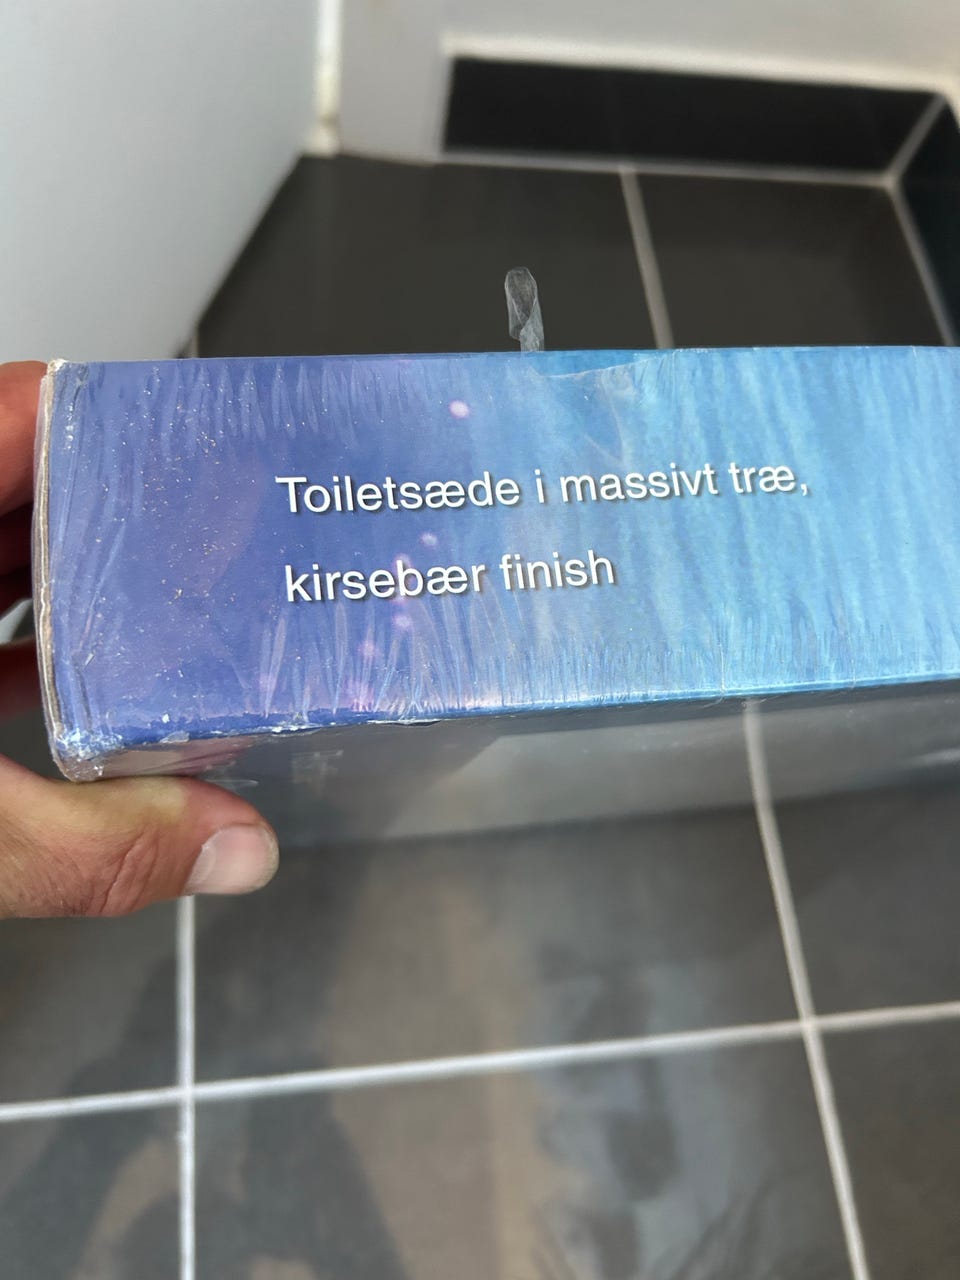 Toiletsæde i massivt træ,
kirsebær finish